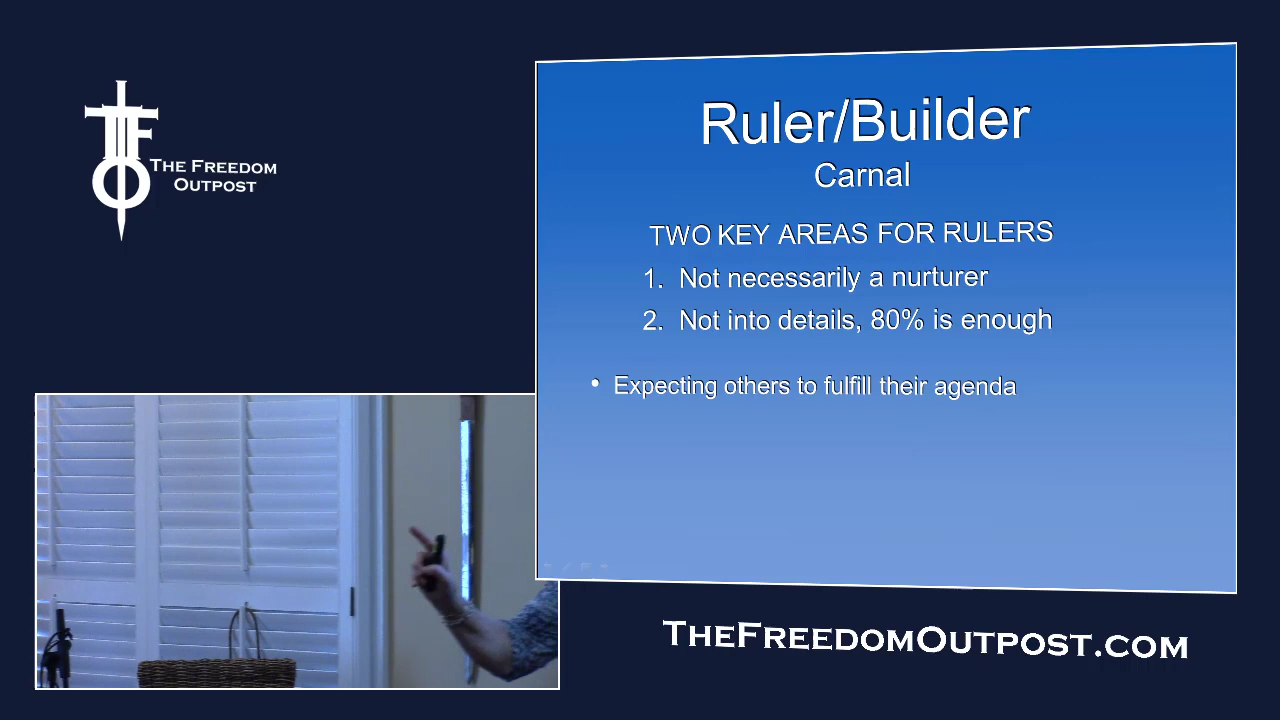 TFO
THE FREEDOM
OUTPOST
Ruler/Builder
Carnal
TWO KEY AREAS FOR RULERS
1. Not necessarily a nurturer
2. Not into details, 80% is enough
• Expecting others to fulfill their agenda
THEFREEDOMOUTPOST.COM